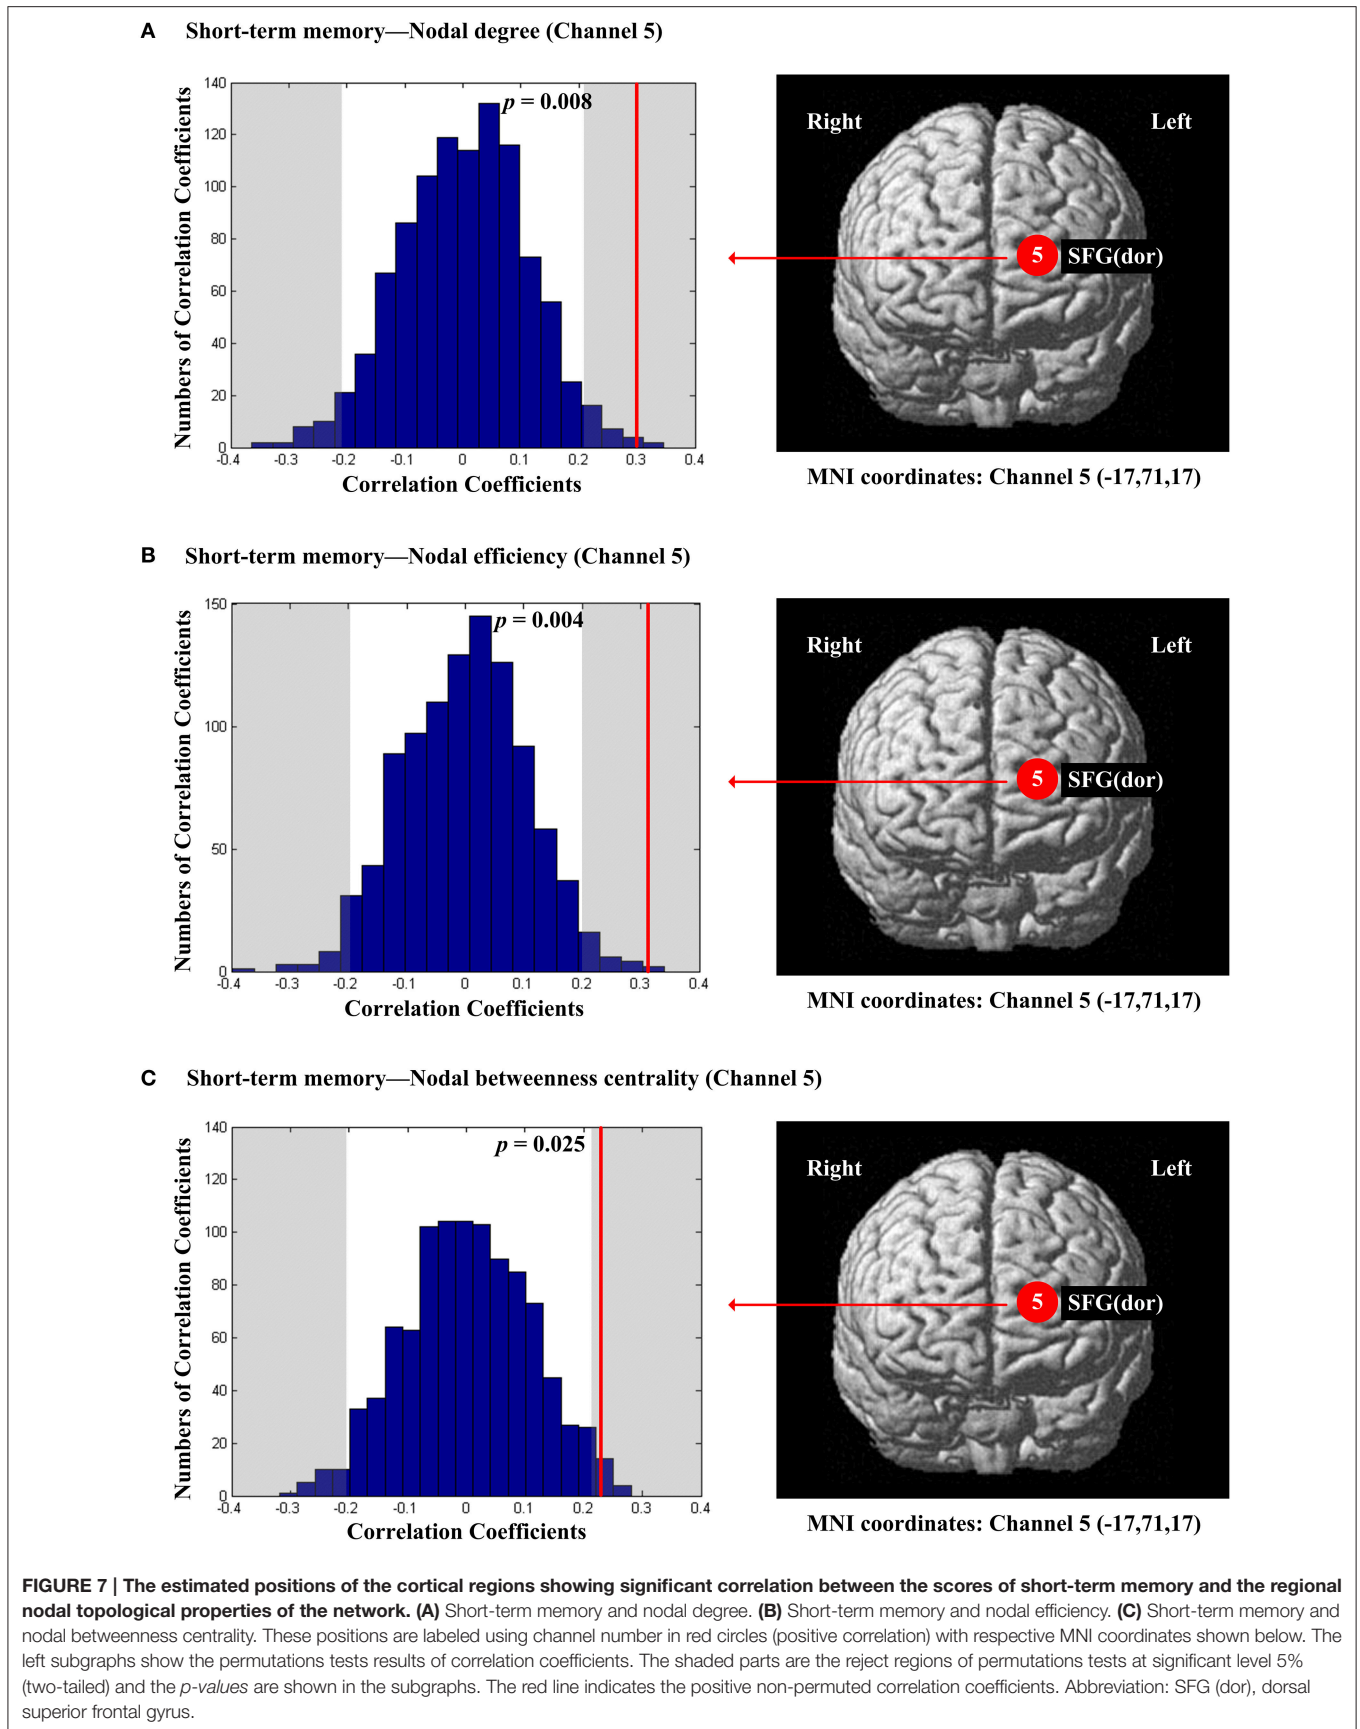 A Short-term memory—Nodal degree (Channel 5)
Numbers of Correlation Coefficients
140
120
100
80
60
40
20
0
p = 0.008
-0.4 -0.3 -0.2 -0.1 0 0.1 0.2 0.3 0.4
Correlation Coefficients
Right Left
5 SFG(dor)
MNI coordinates: Channel 5 (-17,71,17)
B Short-term memory—Nodal efficiency (Channel 5)
Numbers of Correlation Coefficients
150
100
50
0
p = 0.004
-0.4 -0.3 -0.2 -0.1 0 0.1 0.2 0.3 0.4
Correlation Coefficients
Right Left
5 SFG(dor)
MNI coordinates: Channel 5 (-17,71,17)
C Short-term memory—Nodal betweenness centrality (Channel 5)
Numbers of Correlation Coefficients
140
120
100
80
60
40
20
0
p = 0.025
-0.4 -0.3 -0.2 -0.1 0 0.1 0.2 0.3 0.4
Correlation Coefficients
Right Left
5 SFG(dor)
MNI coordinates: Channel 5 (-17,71,17)
FIGURE 7 | The estimated positions of the cortical regions showing significant correlation between the scores of short-term memory and the regional
nodal topological properties of the network. (A) Short-term memory and nodal degree. (B) Short-term memory and nodal efficiency. (C) Short-term memory and
nodal betweenness centrality. These positions are labeled using channel number in red circles (positive correlation) with respective MNI coordinates shown below. The
left subgraphs show the permutations tests results of correlation coefficients. The shaded parts are the reject regions of permutations tests at significant level 5%
(two-tailed) and the p-values are shown in the subgraphs. The red line indicates the positive non-permuted correlation coefficients. Abbreviation: SFG (dor), dorsal
superior frontal gyrus.